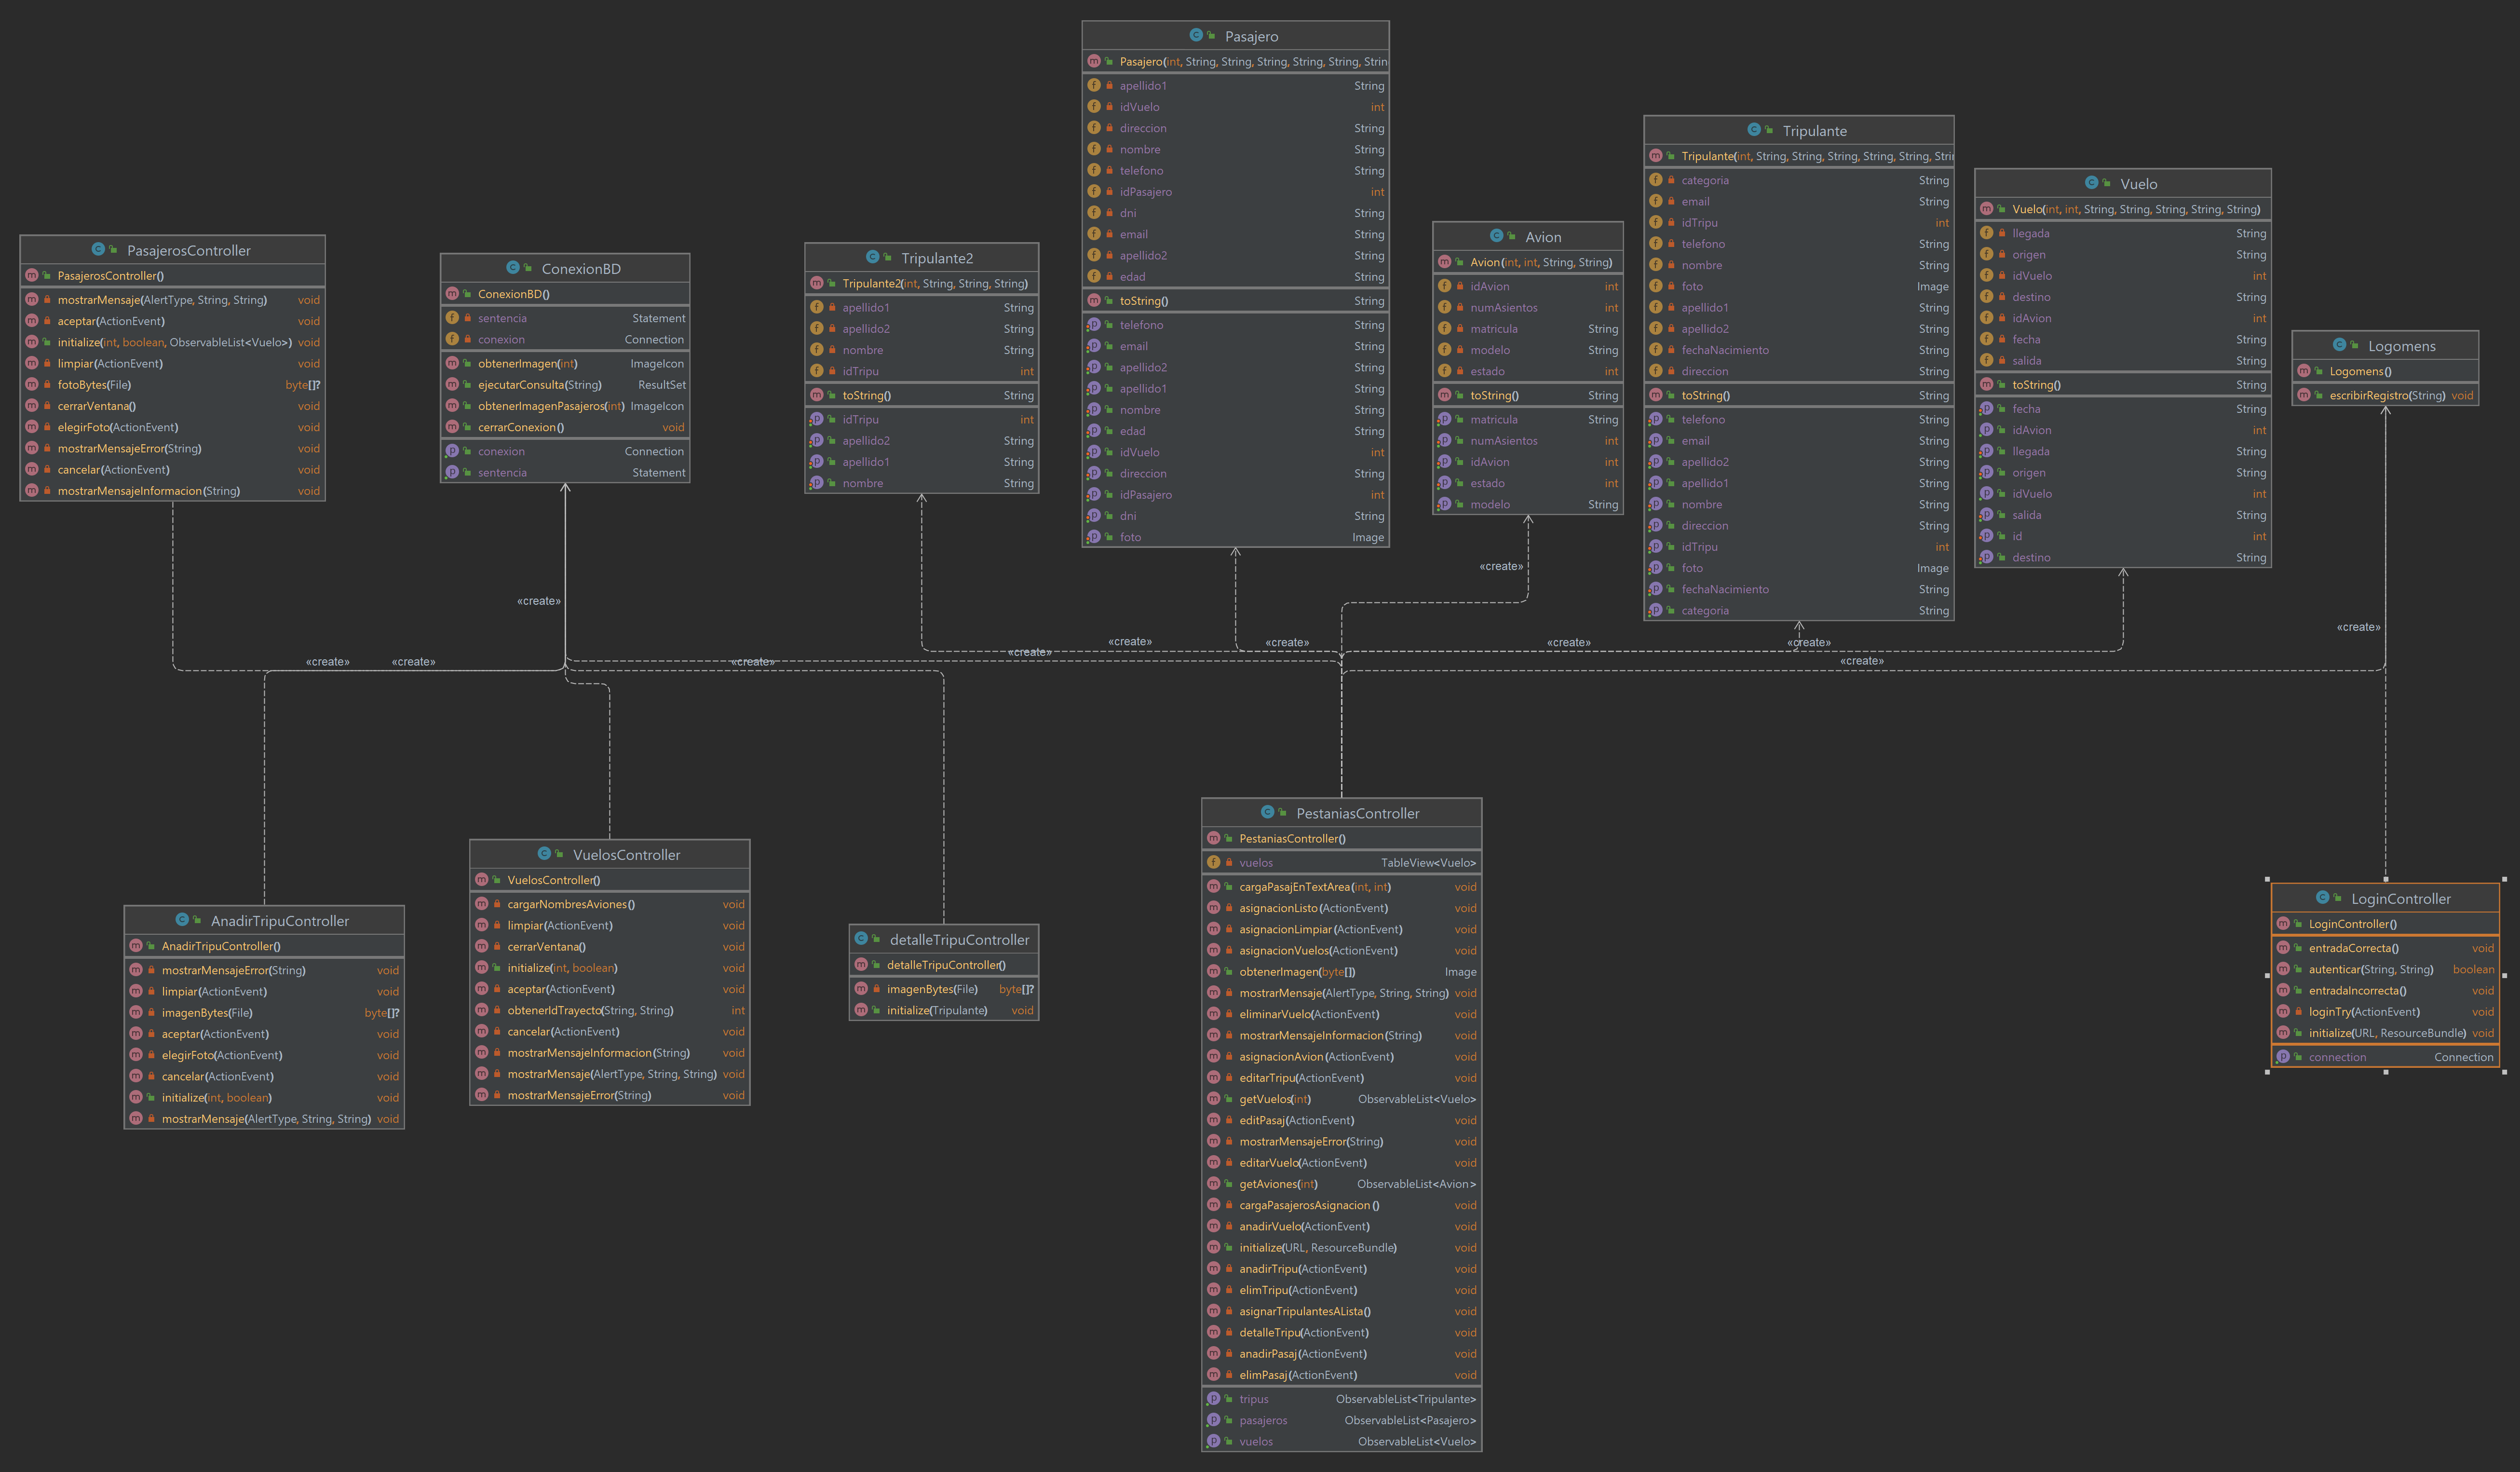 Pasajero
Pasajero(int, String, String, String, String, Strin
apellido1 String
idVuelo int
direccion String
nombre String
telefono String
idPasajero int
dni String
email String
apellido2 String
edad String
toString() String
telefono String
email String
apellido2 String
apellido1 String
nombre String
edad String
idVuelo int
direccion String
idPasajero int
dni String
foto Image
Tripulante
Tripulante(int, String, String, String, String, Stri
categoria String
email String
idTripu int
telefono String
nombre String
foto Image
apellido1 String
apellido2 String
fechaNacimiento String
direccion String
toString() String
telefono String
email String
apellido2 String
apellido1 String
nombre String
direccion String
idTripu int
foto Image
fechaNacimiento String
categoria String
Vuelo
Vuelo(int, int, String, String, String, String, String)
llegada String
origen String
idVuelo int
destino String
idAvion int
fecha String
salida String
toString() String
fecha String
idAvion int
llegada String
origen String
idVuelo int
salida String
id int
destino String
Avion
Avion(int, int, String, String)
idAvion int
numAsientos int
matricula String
modelo String
estado int
toString() String
matricula String
numAsientos int
idAvion int
estado int
modelo String
PasajerosController
PasajerosController()
mostrarMensaje(AlertType, String, String) void
aceptar(ActionEvent) void
initialize(int, boolean, ObservableList<Vuelo>) void
limpiar(ActionEvent) void
fotoBytes(File) byte[]?
cerrarVentana() void
elegirFoto(ActionEvent) void
mostrarMensajeError(String) void
cancelar(ActionEvent) void
mostrarMensajeInformacion(String) void
ConexionBD
ConexionBD()
sentencia Statement
conexion Connection
obtenerImagen(int) ImageIcon
ejecutarConsulta(String) ResultSet
obtenerImagenPasajeros(int) ImageIcon
cerrarConexion() void
conexion Connection
sentencia Statement
Tripulante2
Tripulante2(int, String, String, String)
apellido1 String
apellido2 String
nombre String
idTripu int
toString() String
idTripu int
apellido2 String
apellido1 String
nombre String
Logomens
Logomens()
escribirRegistro(String) void
«create»
«create»
«create»
«create»
«create»
«create»
«create»
«create»
«create»
«create»
«create»
«create»
«create»
PestaniasController
PestaniasController()
vuelos TableView<Vuelo>
cargaPasajEnTextArea(int, int) void
asignacionListo(ActionEvent) void
asignacionLimpiar(ActionEvent) void
asignacionVuelos(ActionEvent) void
obtenerImagen(byte[]) Image
mostrarMensaje(AlertType, String, String) void
eliminarVuelo(ActionEvent) void
mostrarMensajeInformacion(String) void
asignacionAvion(ActionEvent) void
editarTripu(ActionEvent) void
getVuelos(int) ObservableList<Vuelo>
editPasaj(ActionEvent) void
mostrarMensajeError(String) void
editarVuelo(ActionEvent) void
getAviones(int) ObservableList<Avion>
cargaPasajerosAsignacion() void
anadirVuelo(ActionEvent) void
initialize(URL, ResourceBundle) void
anadirTripu(ActionEvent) void
elimTripu(ActionEvent) void
asignarTripulantesALista() void
detalleTripu(ActionEvent) void
anadirPasaj(ActionEvent) void
elimPasaj(ActionEvent) void
tripus ObservableList<Tripulante>
pasajeros ObservableList<Pasajero>
vuelos ObservableList<Vuelo>
VuelosController
VuelosController()
cargarNombresAviones() void
limpiar(ActionEvent) void
cerrarVentana() void
initialize(int, boolean) void
aceptar(ActionEvent) void
obtenerIdTrayecto(String, String) int
cancelar(ActionEvent) void
mostrarMensajeInformacion(String) void
mostrarMensaje(AlertType, String, String) void
mostrarMensajeError(String) void
LoginController
LoginController()
entradaCorrecta() void
autenticar(String, String) boolean
entradaIncorrecta() void
loginTry(ActionEvent) void
initialize(URL, ResourceBundle) void
connection Connection
AnadirTripuController
AnadirTripuController()
mostrarMensajeError(String) void
limpiar(ActionEvent) void
imagenBytes(File) byte[]?
aceptar(ActionEvent) void
elegirFoto(ActionEvent) void
cancelar(ActionEvent) void
initialize(int, boolean) void
mostrarMensaje(AlertType, String, String) void
detalleTripuController
detalleTripuController()
imagenBytes(File) byte[]?
initialize(Tripulante) void